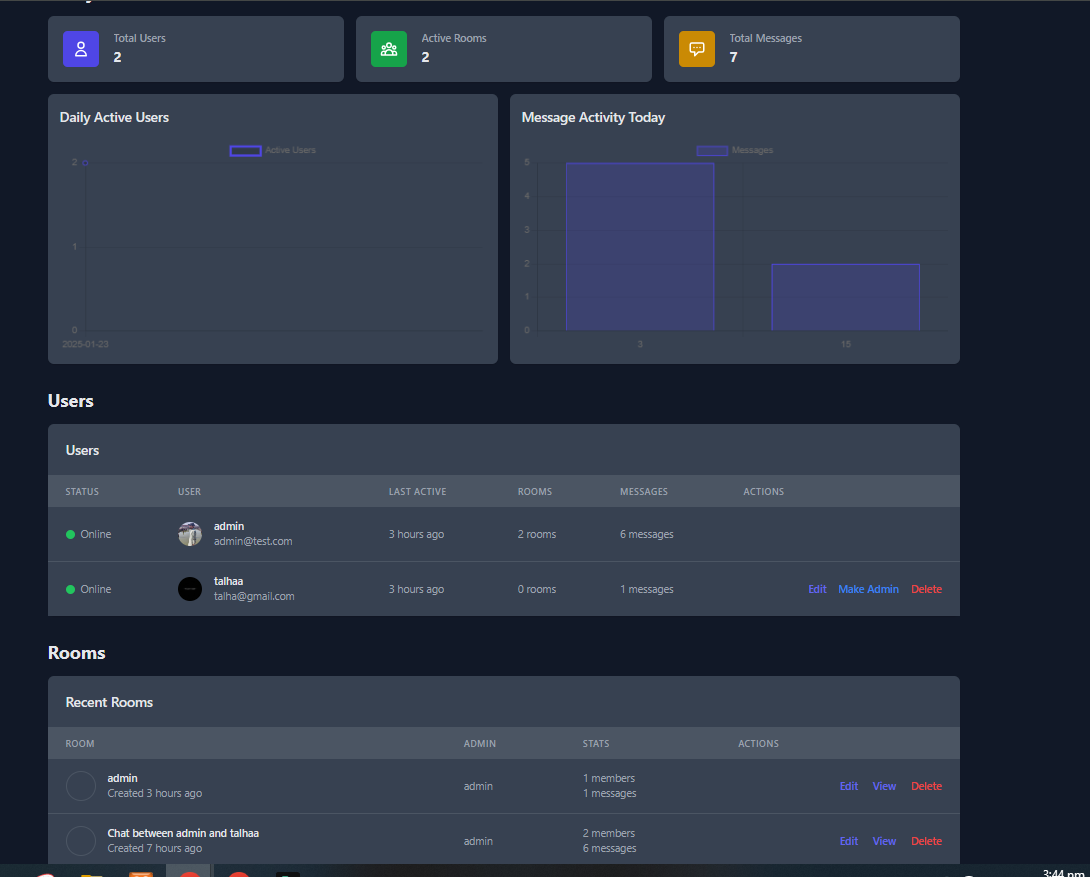 Total Users
2
Active Rooms
2
Total Messages
7
Daily Active Users
Active Users
2
1
0
2025-01-23
Message Activity Today
Messages
5
4
3
2
1
0
3
15
Users
Users
STATUS USER LAST ACTIVE ROOMS MESSAGES ACTIONS
Online admin 3 hours ago 2 rooms 6 messages
admin@test.com
Online talhaa 3 hours ago 0 rooms 1 messages Edit Make Admin Delete
talha@gmail.com
Rooms
Recent Rooms
ROOM ADMIN STATS ACTIONS
admin
Created 3 hours ago
admin
1 members
1 messages
Edit View Delete
Chat between admin and talhaa
Created 7 hours ago
admin
2 members
6 messages
Edit View Delete
3:44 pm